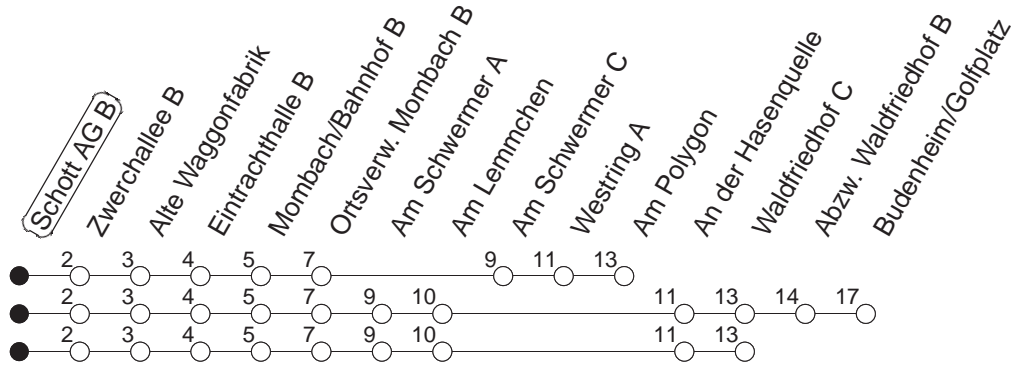 Schott AG B
Zwerchallee B
Alte Waggonfabrik
Eintrachthalle B
Mombach/Bahnhof B
Ortsverw. Mombach B
Am Schwermer A
Am Lemmchen
Am Schwermer C
Westring A
Am Polygon
An der Hasenquelle
Waldfriedhof C
Abzw. Waldfriedhof B
Budenheim/Golfplatz
2 3 4 5 7 9 11 13
2 3 4 5 7 9 10 11 13 14 17
2 3 4 5 7 9 10 11 13